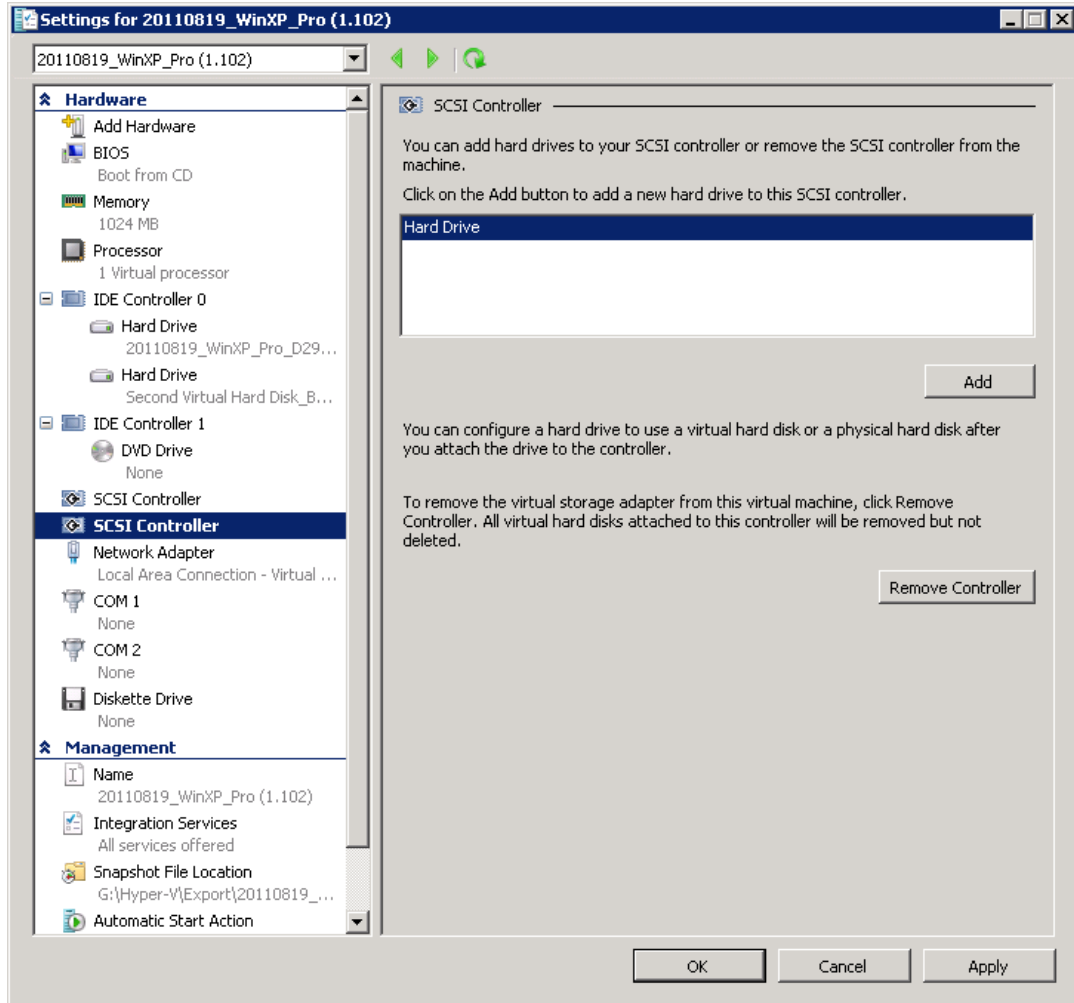 Settings for 20110819_WinXP_Pro (1.102)
20110819_WinXP_Pro (1.102)
Hardware
Add Hardware
BIOS
Boot from CD
Memory
1024 MB
Processor
1 Virtual processor
IDE Controller 0
Hard Drive
20110819_WinXP_Pro_D29...
Hard Drive
Second Virtual Hard Disk_B...
IDE Controller 1
DVD Drive
None
SCSI Controller
SCSI Controller
Network Adapter
Local Area Connection - Virtual ...
COM 1
None
COM 2
None
Diskette Drive
None
Management
Name
20110819_WinXP_Pro (1.102)
Integration Services
All services offered
Snapshot File Location
G:\Hyper-V\Export\20110819_...
Automatic Start Action
SCSI Controller
You can add hard drives to your SCSI controller or remove the SCSI controller from the
machine.
Click on the Add button to add a new hard drive to this SCSI controller.
Hard Drive
Add
You can configure a hard drive to use a virtual hard disk or a physical hard disk after
you attach the drive to the controller.
To remove the virtual storage adapter from this virtual machine, click Remove
Controller. All virtual hard disks attached to this controller will be removed but not
deleted.
Remove Controller
OK
Cancel
Apply